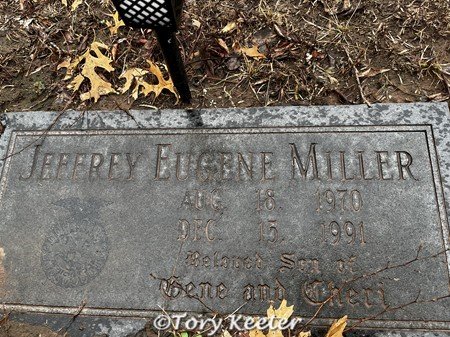 JEFFREY EUGENE MILLER
AUG. 18. 1970
DEC. 15. 1991
Beloved Son of
Gene and Cheri
©Tory Keeler